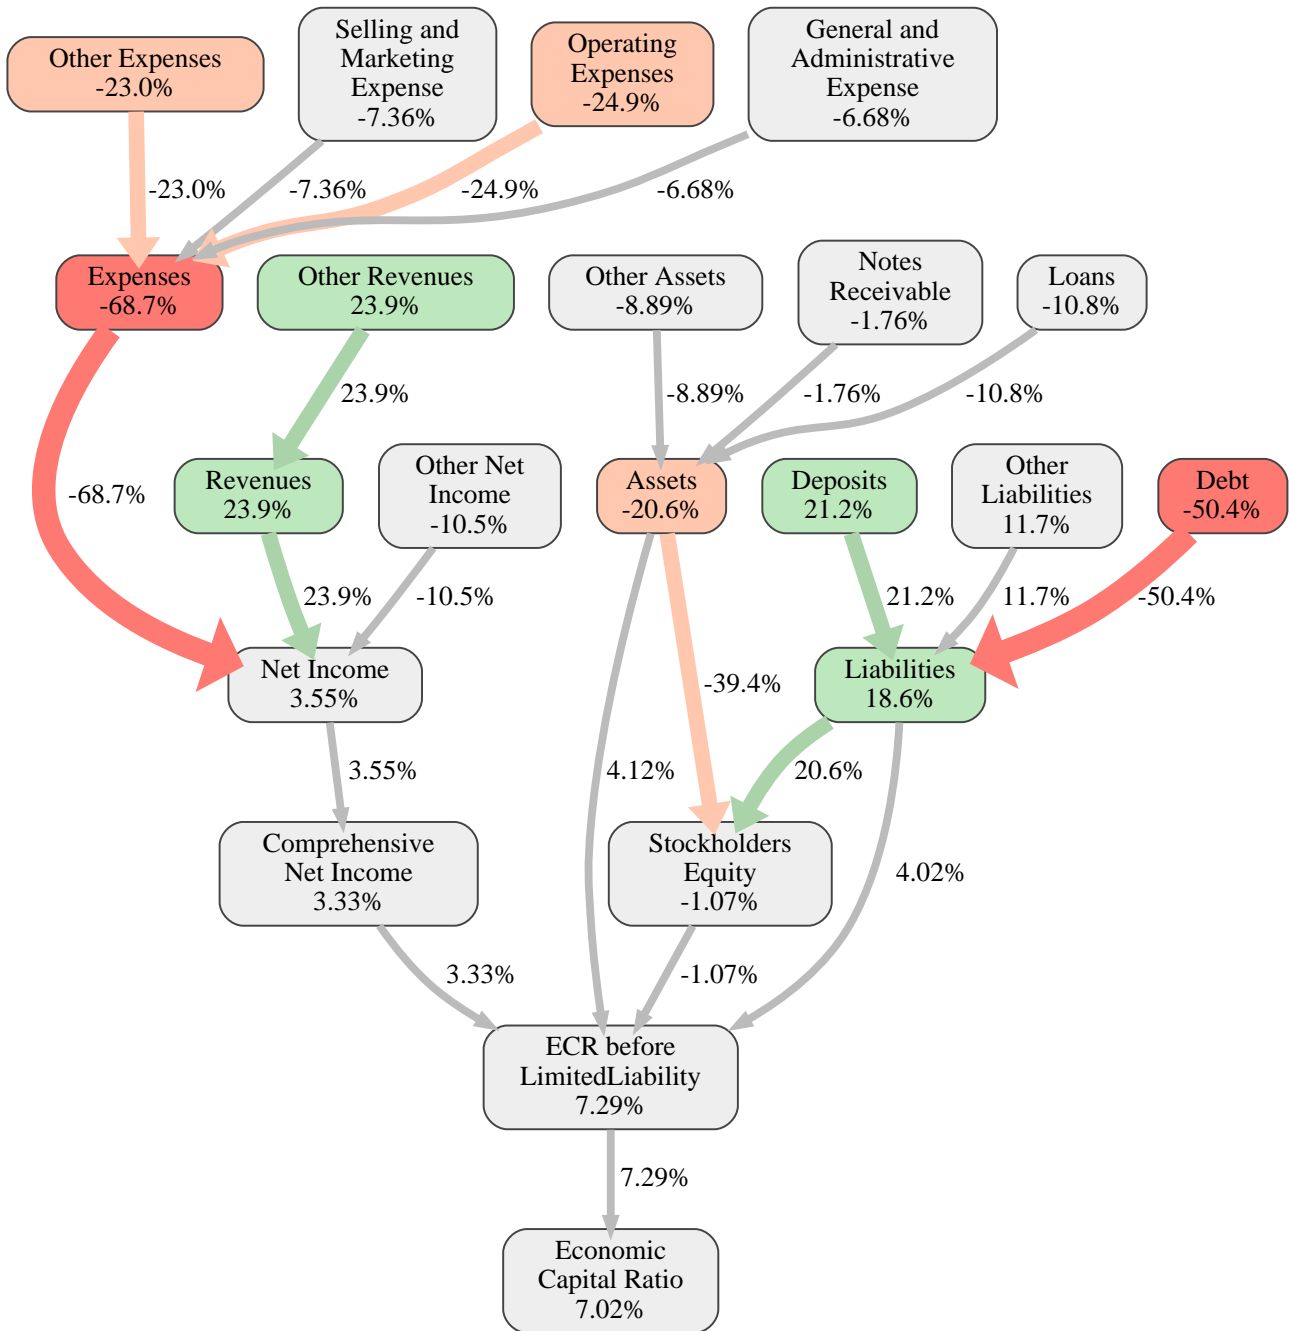 Other Expenses
-23.0%
Selling and
Marketing
Expense
-7.36%
Operating
Expenses
-24.9%
General and
Administrative
Expense
-6.68%
-23.0%
-7.36%
-24.9%
-6.68%
Expenses
-68.7%
Other Revenues
23.9%
Other Assets
-8.89%
Notes
Receivable
-1.76%
Loans
-10.8%
23.9%
-8.89%
-1.76%
-10.8%
-68.7%
Revenues
23.9%
Other Net
Income
-10.5%
Assets
-20.6%
Deposits
21.2%
Other
Liabilities
11.7%
Debt
-50.4%
23.9%
-10.5%
21.2%
11.7%
-50.4%
Net Income
3.55%
-39.4%
Liabilities
18.6%
3.55%
4.12%
20.6%
Comprehensive
Net Income
3.33%
Stockholders
Equity
-1.07%
4.02%
3.33%
-1.07%
ECR before
LimitedLiability
7.29%
7.29%
Economic
Capital Ratio
7.02%